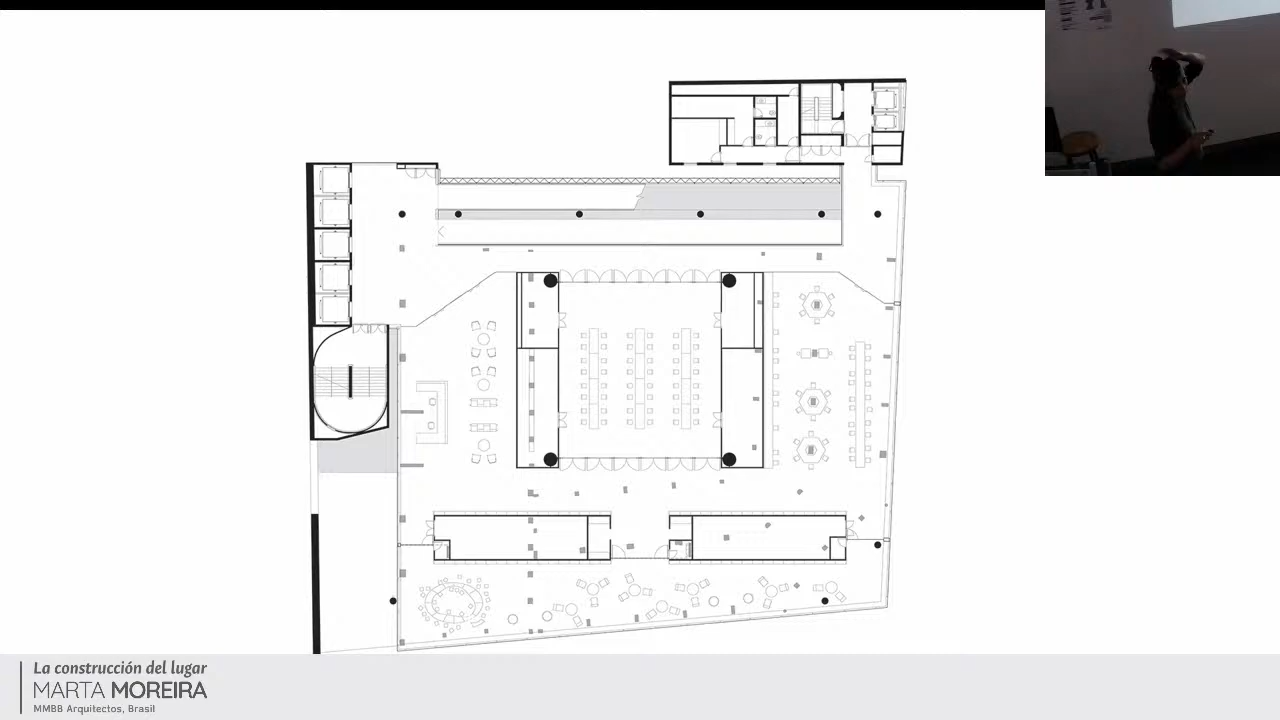 La construcción del lugar
MARTA MOREIRA
MMBB Arquitectos, Brasil